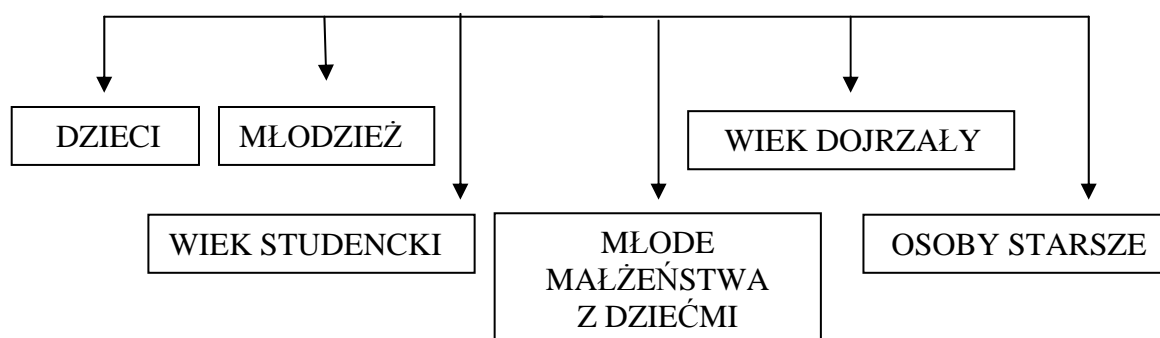 DZIECI
MŁODZIEŻ
WIEK DOJRZAŁY
WIEK STUDENCKI
MŁODE
MAŁŻEŃSTWA
Z DZIEĆMI
OSOBY STARSZE